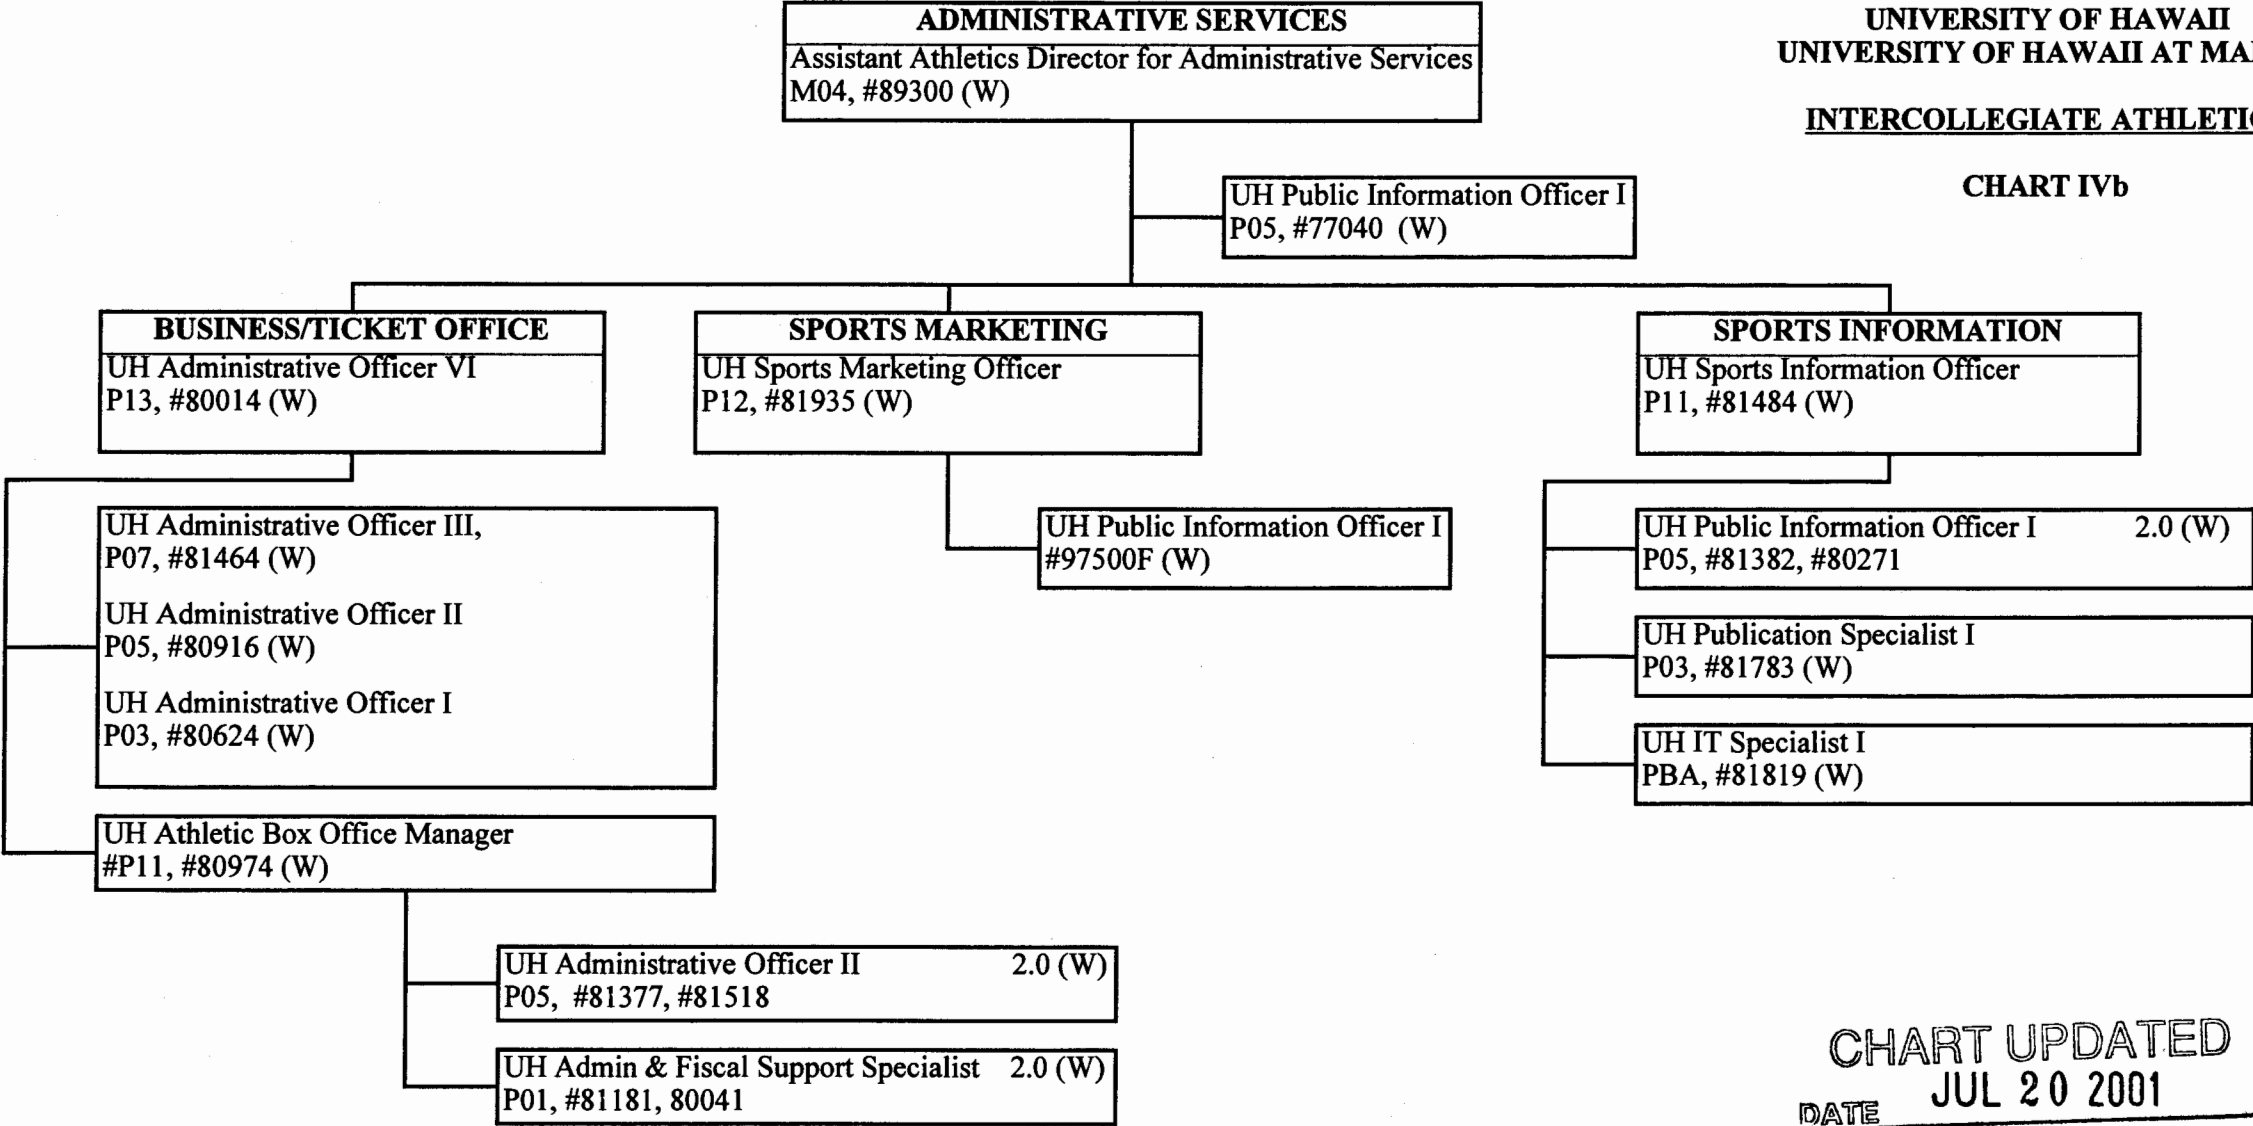 ADMINISTRATIVE SERVICES
Assistant Athletics Director for Administrative Services
M04, #89300 (W)
UNIVERSITY OF HAWAII
UNIVERSITY OF HAWAII AT
INTERCOLLEGIATE
CHART IVb
UH Public Information Officer I
P05, #77040 (W)
BUSINESS/TICKET OFFICE
UH Administrative Officer VI
P13, #80014 (W)
SPORTS MARKETING
UH Sports Marketing Officer
P12, #81935 (W)
SPORTS INFORMATION
UH Sports Information Officer
P11, #81484 (W)
UH Administrative Officer III,
P07, #81464 (W)
UH Administrative Officer II
P05, #80916 (W)
UH Administrative Officer I
P03, #80624 (W)
UH Public Information Officer I
#97500F (W)
UH Public Information Officer I 2.0 (W)
P05, #81382, #80271
UH Publication Specialist I
P03, #81783 (W)
UH IT Specialist I
PBA, #81819 (W)
UH Athletic Box Office Manager
#P11, #80974 (W)
UH Administrative Officer II 2.0 (W)
P05, #81377, #81518
UH Admin & Fiscal Support Specialist 2.0 (W)
P01, #81181, 80041
CHART UPDATED
DATE JUL 20 2001